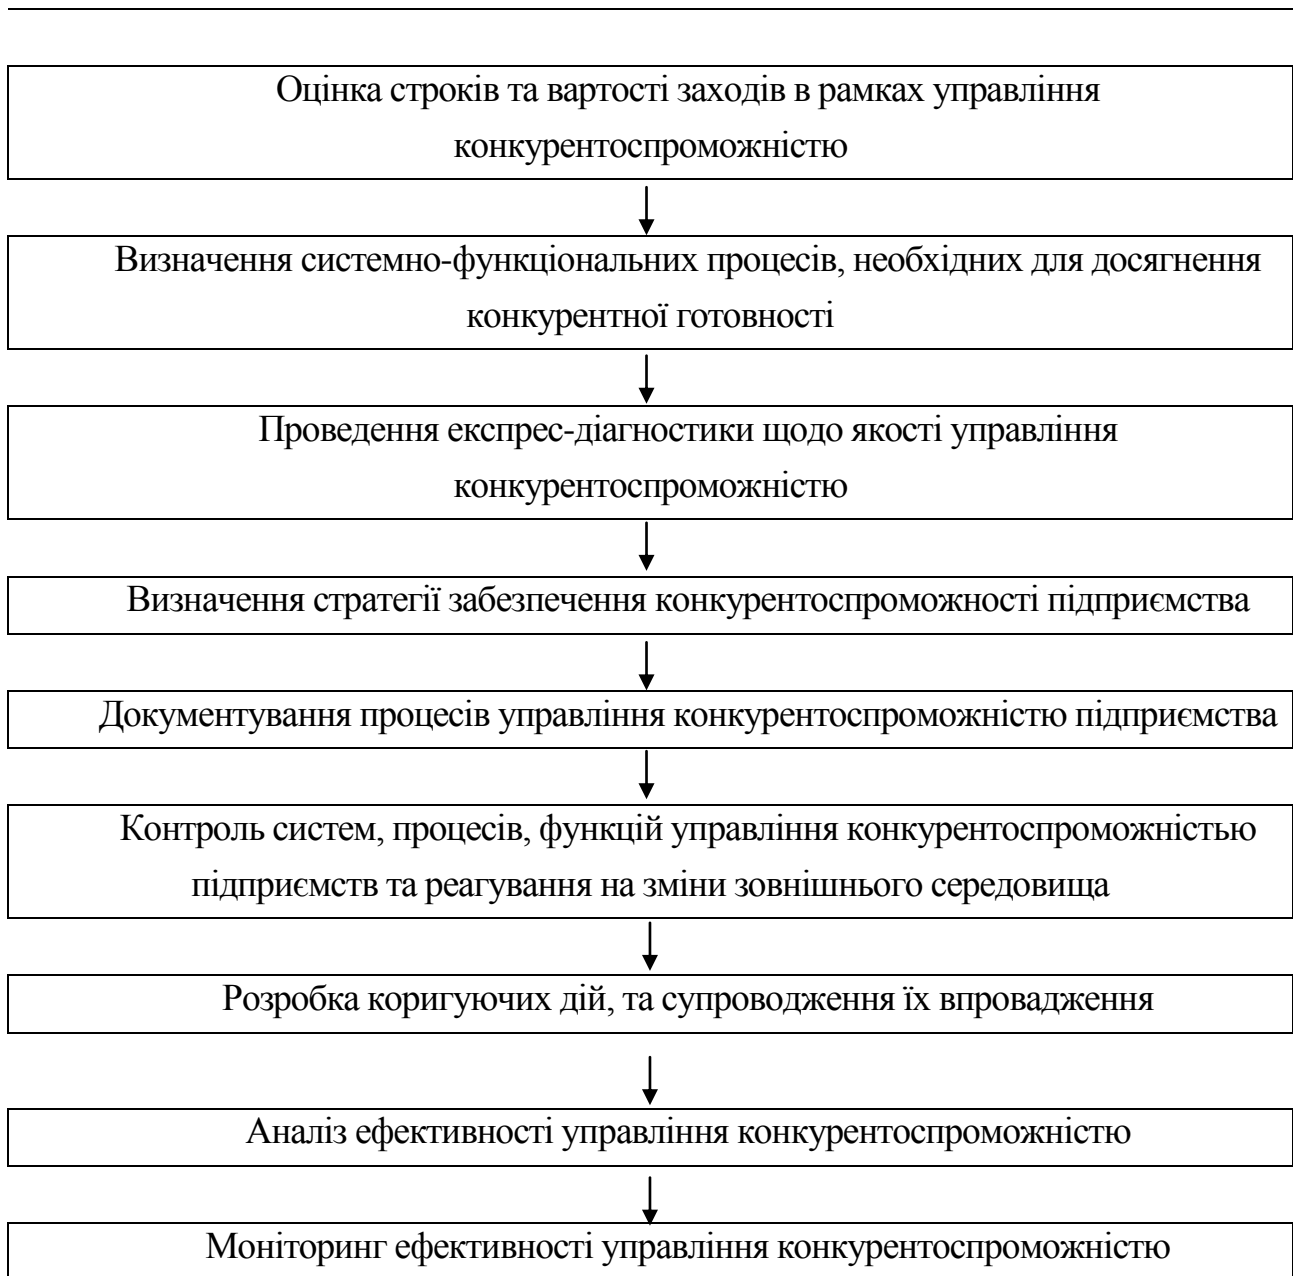 Оцінка строків та вартості заходів в рамках управління
конкурентоспроможністю
Визначення системно-функціональних процесів, необхідних для досягнення
конкурентної готовності
Проведення експрес-діагностики щодо якості управління
конкурентоспроможністю
Визначення стратегії забезпечення конкурентоспроможності підприємства
Документування процесів управління конкурентоспроможністю підприємства
Контроль систем, процесів, функцій управління конкурентоспроможністью
підприємств та реагування на зміни зовнішнього середовища
Розробка коригуючих дій, та супроводження їх впровадження
Аналіз ефективності управління конкурентоспроможністю
Моніторинг ефективності управління конкурентоспроможністю